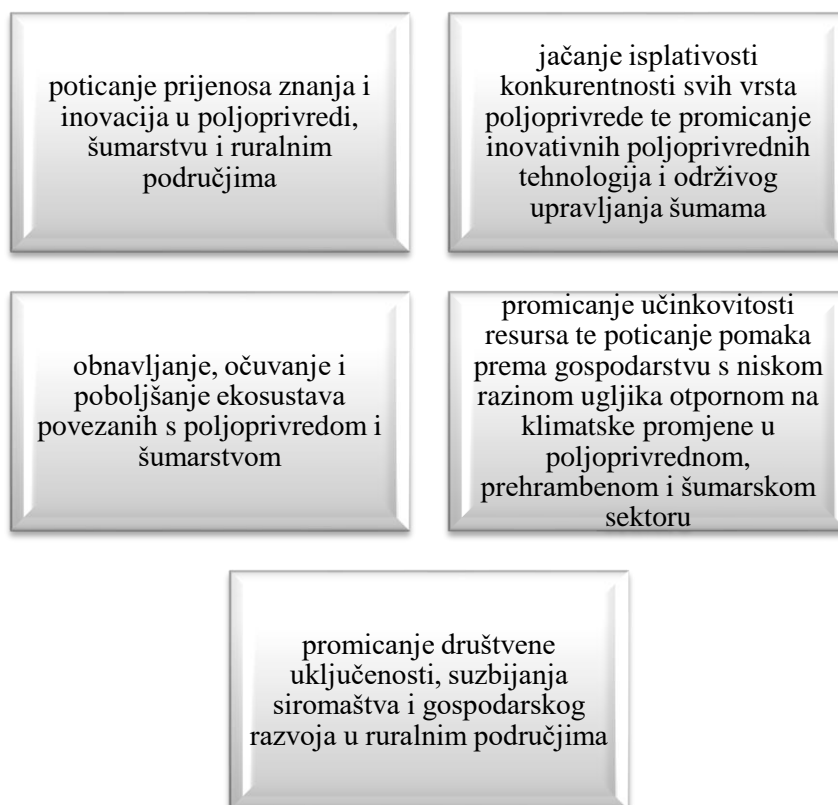 poticanje prijenosa znanja i
inovacija u poljoprivredi,
šumarstvu i ruralnim
područjima
jačanje isplativosti
konkurentnosti svih vrsta
poljoprivrede te promicanje
inovativnih poljoprivrednih
tehnologija i održivog
upravljanja šumama
obnavljanje, očuvanje i
poboljšanje ekosustava
povezanih s poljoprivredom i
šumarstvom
promicanje učinkovitosti
resursa te poticanje pomaka
prema gospodarstvu s niskom
razinom ugljika otpornom na
klimatske promjene u
poljoprivrednom,
prehrambenom i šumarskom
sektoru
promicanje društvene
uključenosti, suzbijanja
siromaštva i gospodarskog
razvoja u ruralnim područjima